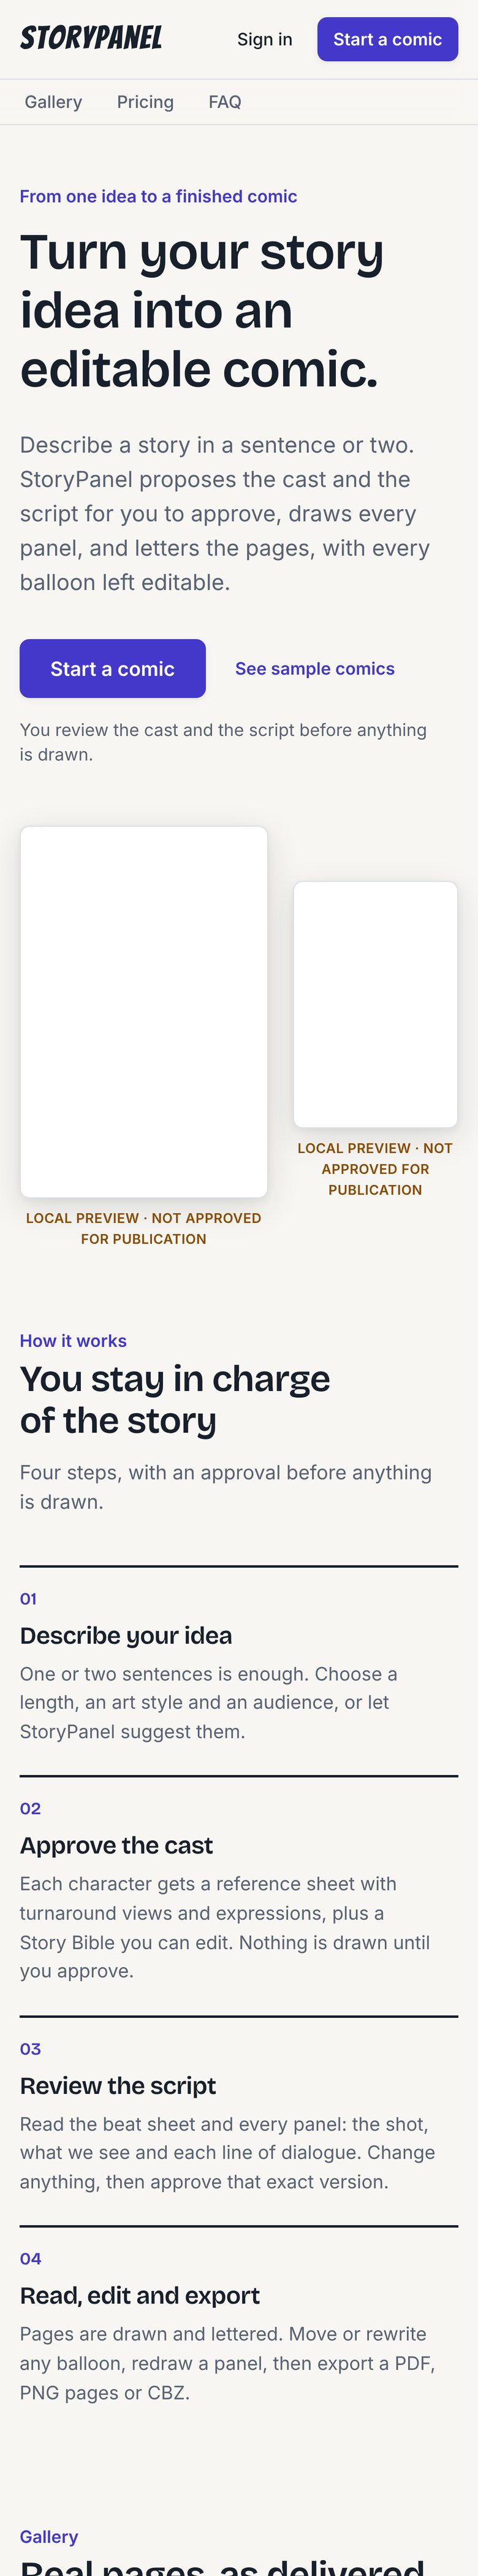 STORYPANEL
Sign in
Start a comic
Gallery
Pricing
FAQ
From one idea to a finished comic
Turn your story
idea into an
editable comic.
Describe a story in a sentence or two.
StoryPanel proposes the cast and the
script for you to approve, draws every
panel, and letters the pages, with every
balloon left editable.
Start a comic
See sample comics
You review the cast and the script before anything
is drawn.
LOCAL PREVIEW · NOT APPROVED
FOR PUBLICATION
LOCAL PREVIEW · NOT
APPROVED FOR
PUBLICATION
How it works
You stay in charge
of the story
Four steps, with an approval before anything
is drawn.
01
Describe your idea
One or two sentences is enough. Choose a
length, an art style and an audience, or let
StoryPanel suggest them.
02
Approve the cast
Each character gets a reference sheet with
turnaround views and expressions, plus a
Story Bible you can edit. Nothing is drawn until
you approve.
03
Review the script
Read the beat sheet and every panel: the shot,
what we see and each line of dialogue. Change
anything, then approve that exact version.
04
Read, edit and export
Pages are drawn and lettered. Move or rewrite
any balloon, redraw a panel, then export a PDF,
PNG pages or CBZ.
Gallery
Real pages, as delivered